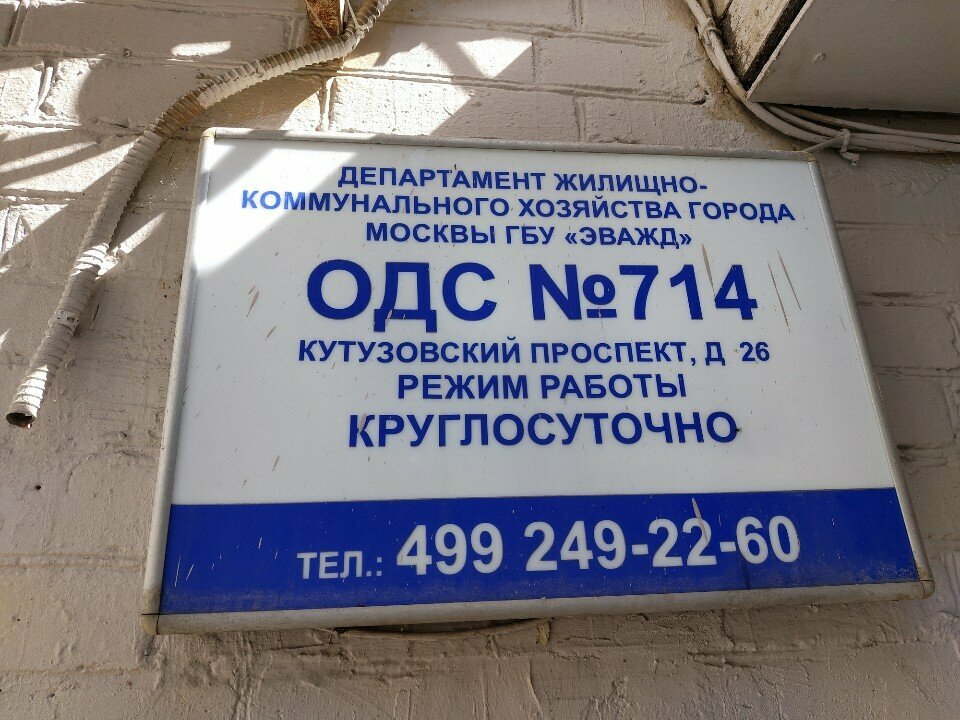 ДЕПАРТАМЕНТ ЖИЛИЩНО-
КОММУНАЛЬНОГО ХОЗЯЙСТВА ГОРОДА
МОСКВЫ ГБУ «ЭВАЖД»
ОДС №714
КУТУЗОВСКИЙ ПРОСПЕКТ, Д 26
РЕЖИМ РАБОТЫ
КРУГЛОСУТОЧНО
ТЕЛ.: 499 249-22-60